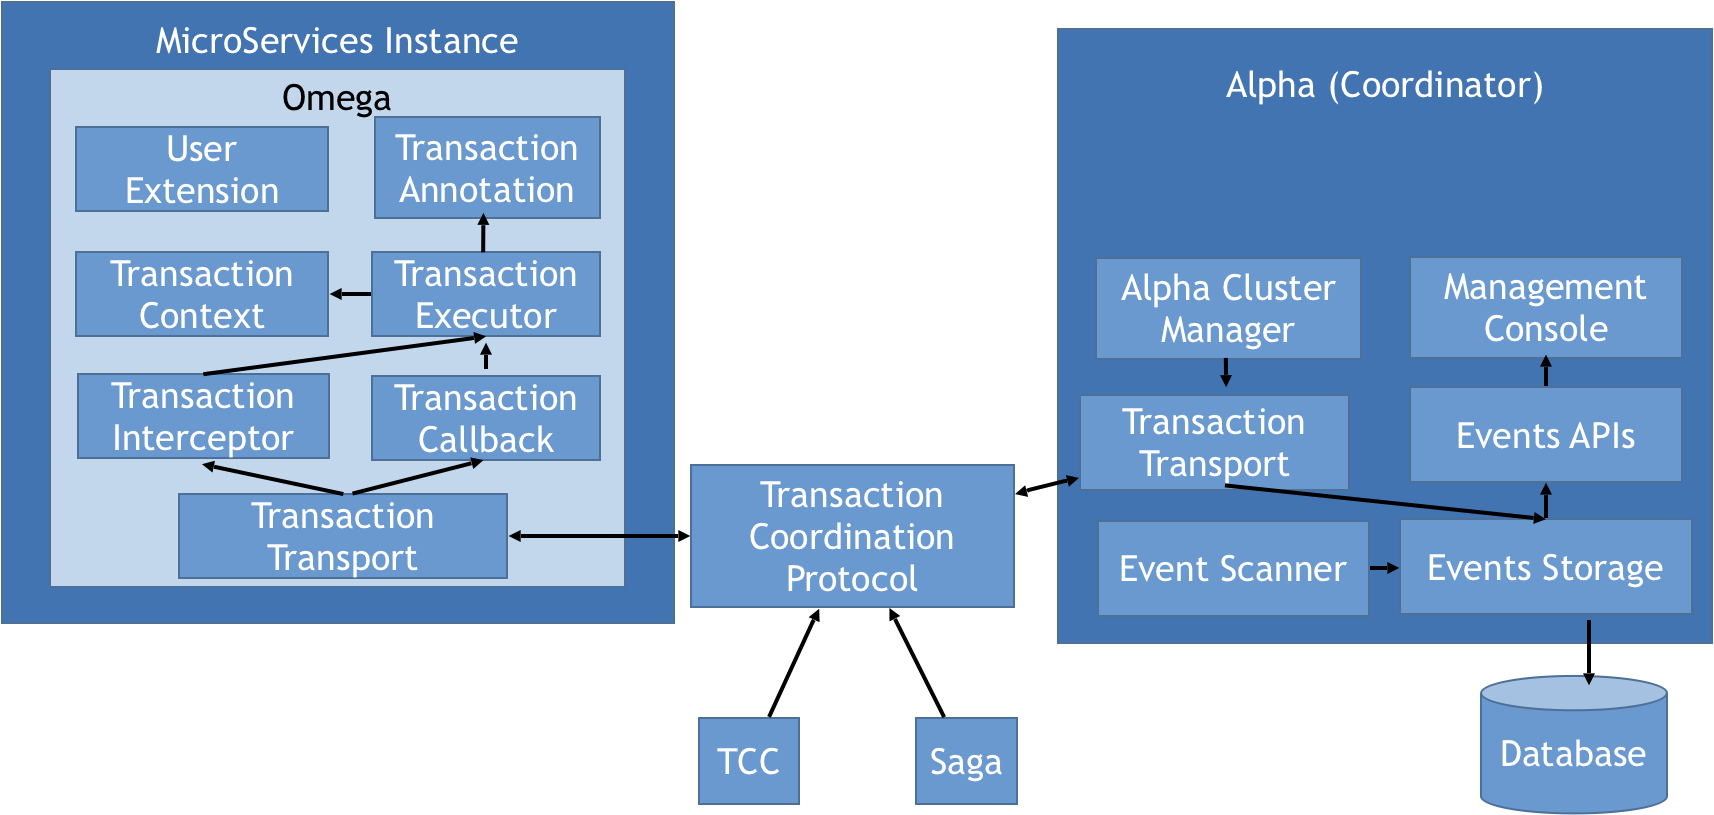 MicroServices Instance
Omega
User
Extension
Transaction
Annotation
Transaction
Context
Transaction
Executor
Transaction
Interceptor
Transaction
Callback
Transaction
Transport
Transaction
Coordination
Protocol
TCC
Saga
Alpha (Coordinator)
Alpha Cluster
Manager
Management
Console
Transaction
Transport
Events APIs
Event Scanner
Events Storage
Database